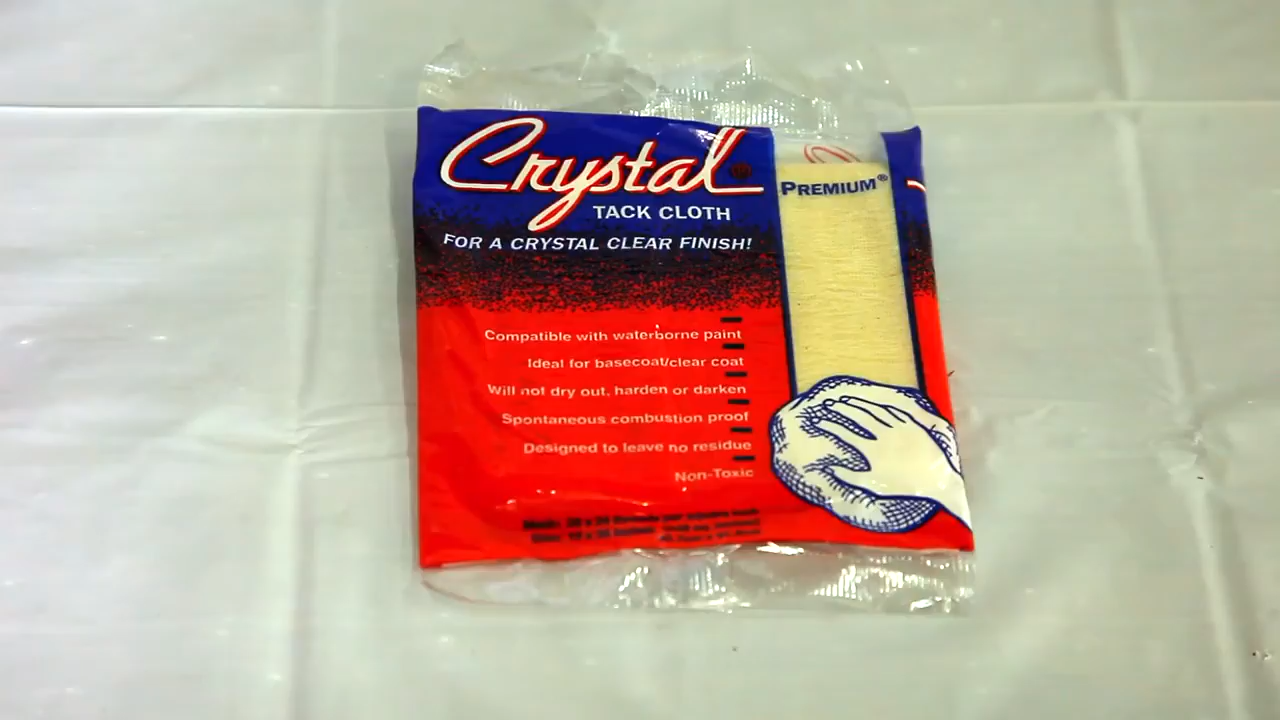 Crystal®
TACK CLOTH
FOR A CRYSTAL CLEAR FINISH!
PREMIUM®
Compatible with waterborne paint
Ideal for basecoat/clear coat
Will not dry out, harden or darken
Spontaneous combustion proof
Designed to leave no residue
Non-Toxic